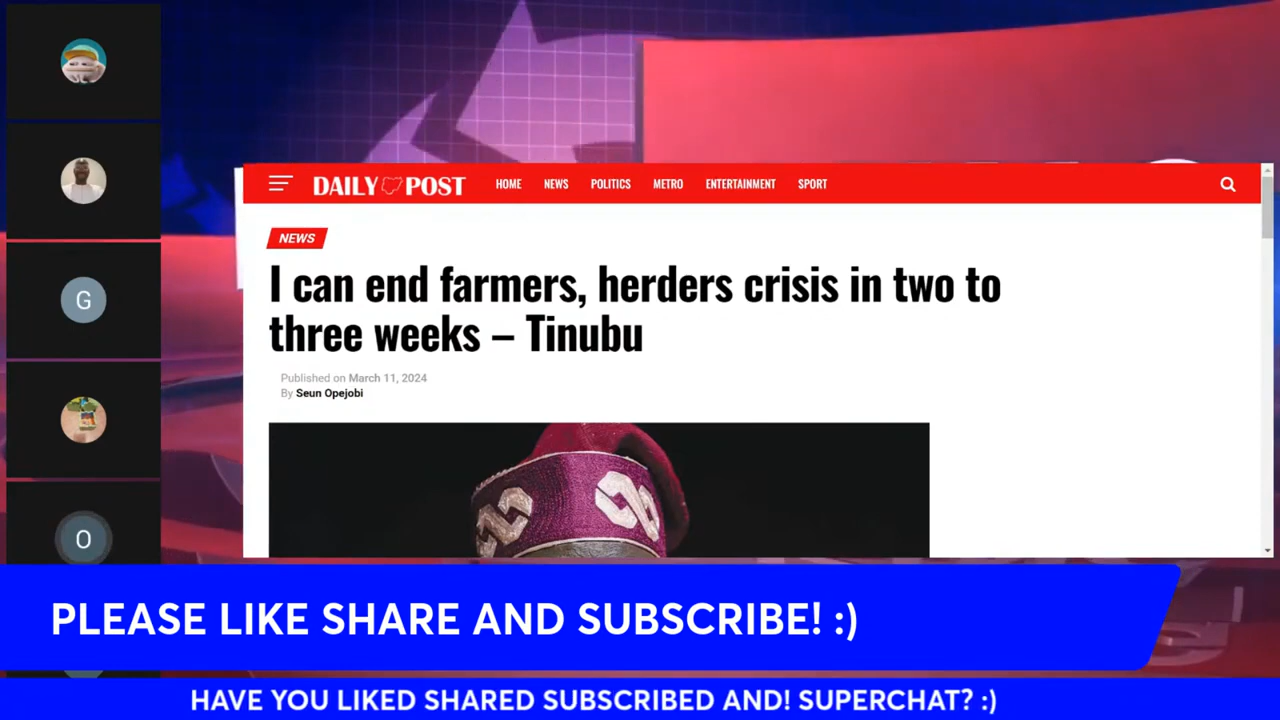 DAILY POST HOME NEWS POLITICS METRO ENTERTAINMENT SPORT
NEWS
I can end farmers, herders crisis in two to
three weeks – Tinubu
Published on March 11, 2024
By Seun Opejobi
G
O
PLEASE LIKE SHARE AND SUBSCRIBE! :)
HAVE YOU LIKED SHARED SUBSCRIBED AND! SUPERCHAT? :)